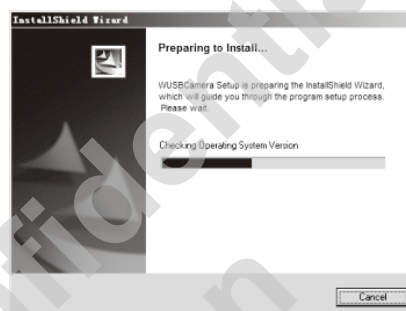 InstallShield Wizard
Preparing to Install...
WUSBCamera Setup is preparing the InstallShield Wizard,
which will guide you through the program setup process.
Please wait.
Checking Operating System Version
Cancel